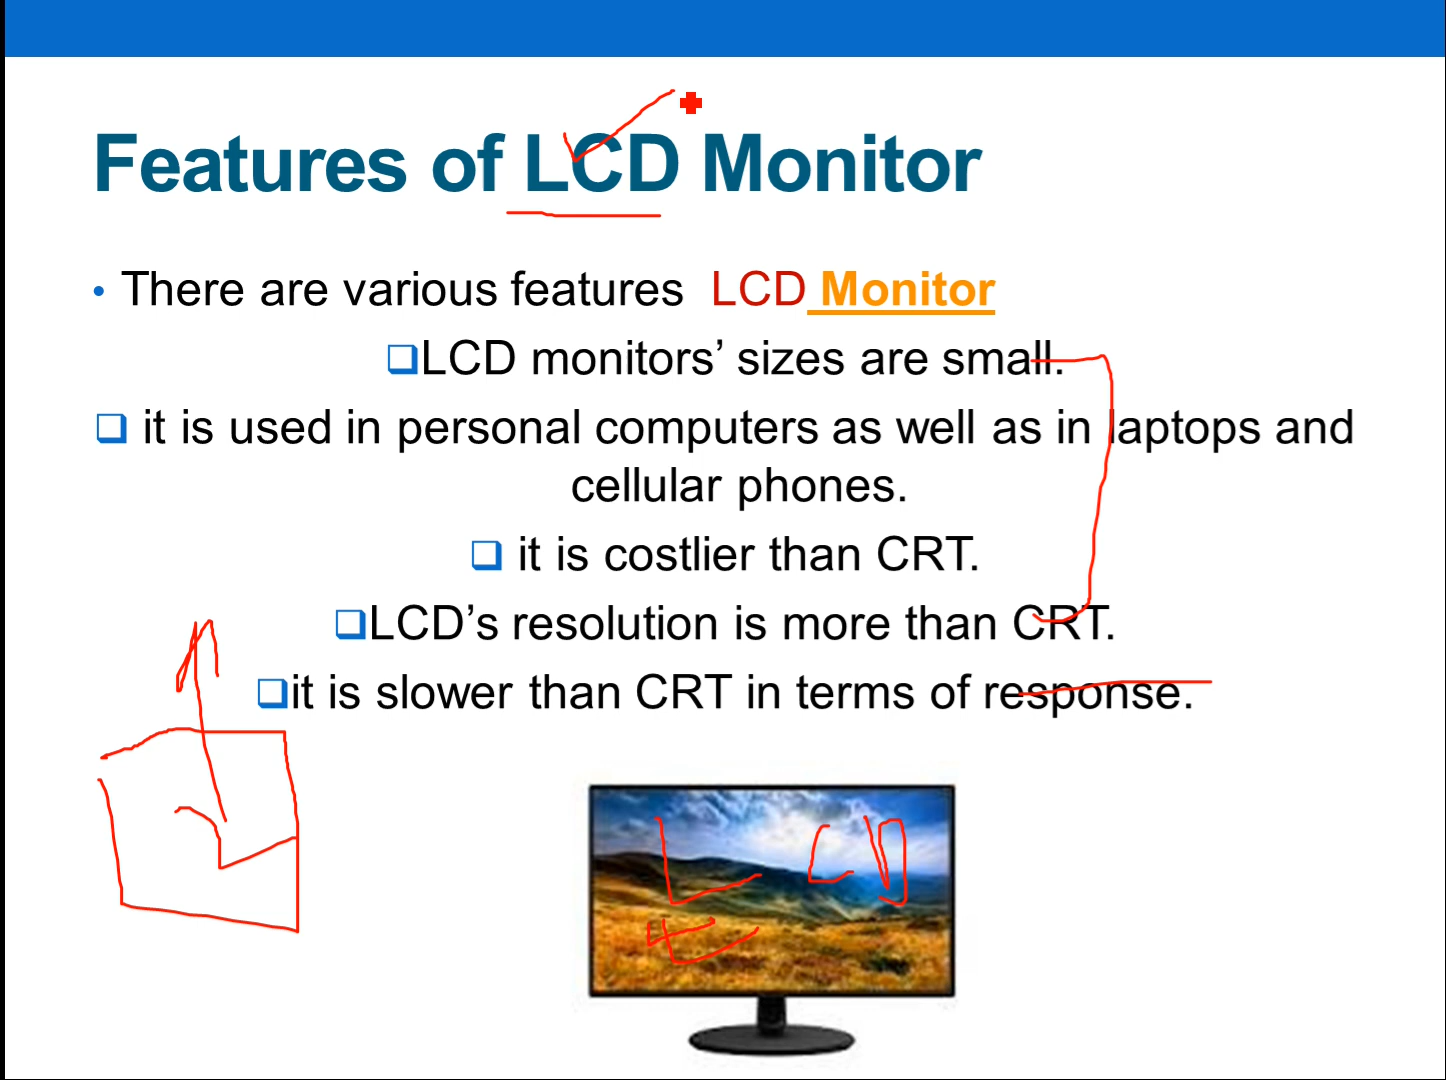 Features of LCD Monitor
• There are various features LCD Monitor
❑LCD monitors’ sizes are small.
❑ it is used in personal computers as well as in laptops and
cellular phones.
❑ it is costlier than CRT.
❑LCD’s resolution is more than CRT.
❑it is slower than CRT in terms of response.
L CD